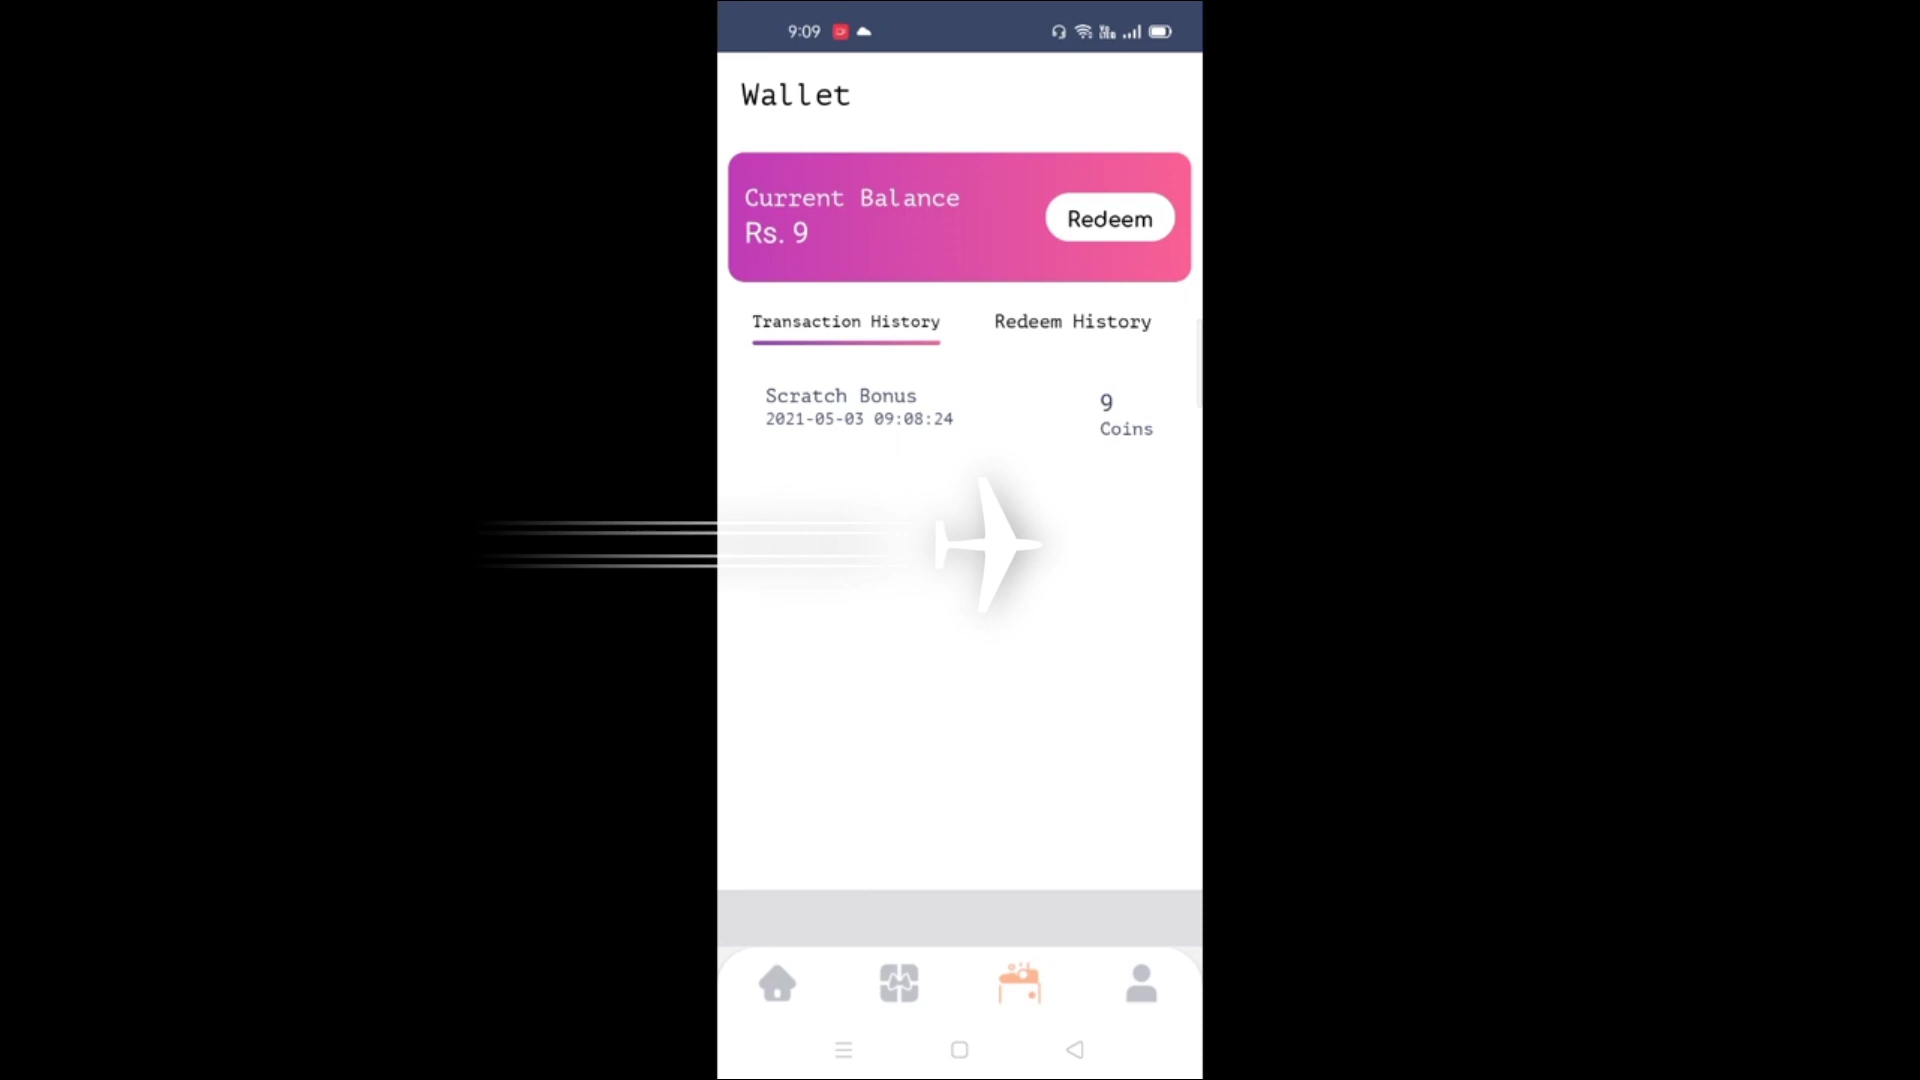 9:09
Wallet
Current Balance
Rs. 9
Redeem
Transaction History
Redeem History
Scratch Bonus
2021-05-03 09:08:24
9
Coins